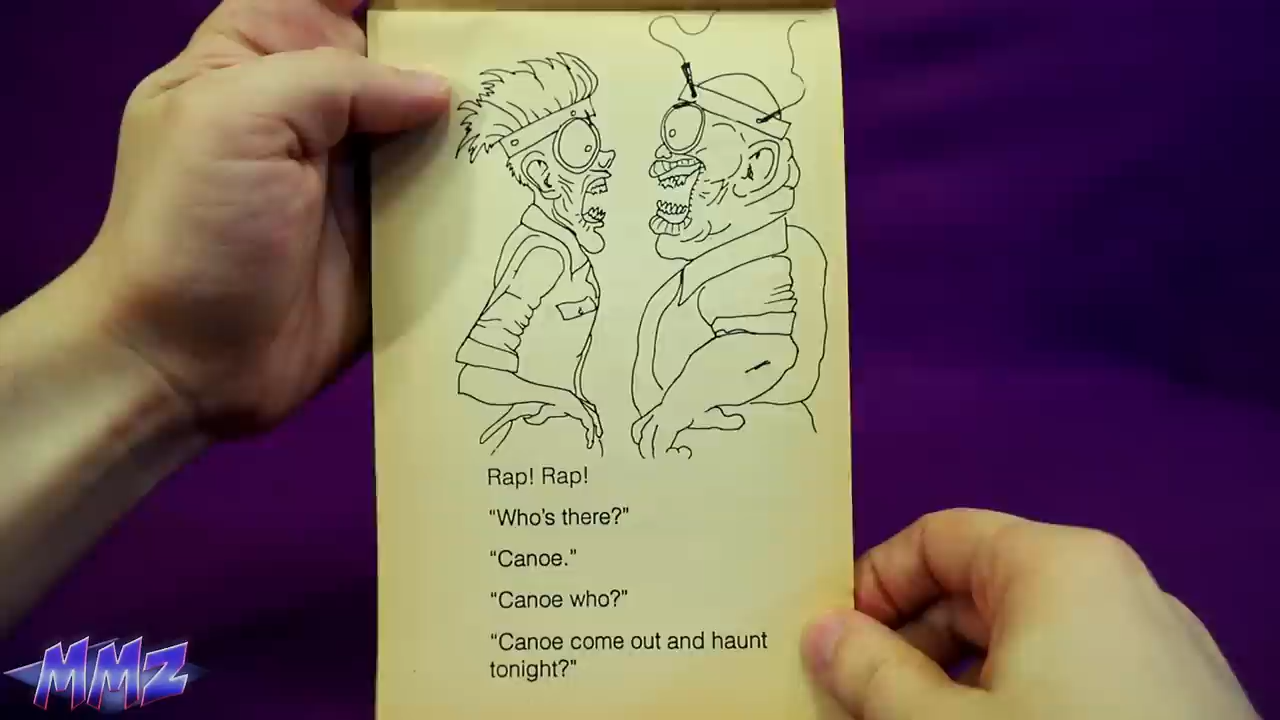 Rap! Rap!
“Who’s there?”
“Canoe.”
“Canoe who?”
“Canoe come out and haunt
tonight?”
MMZ